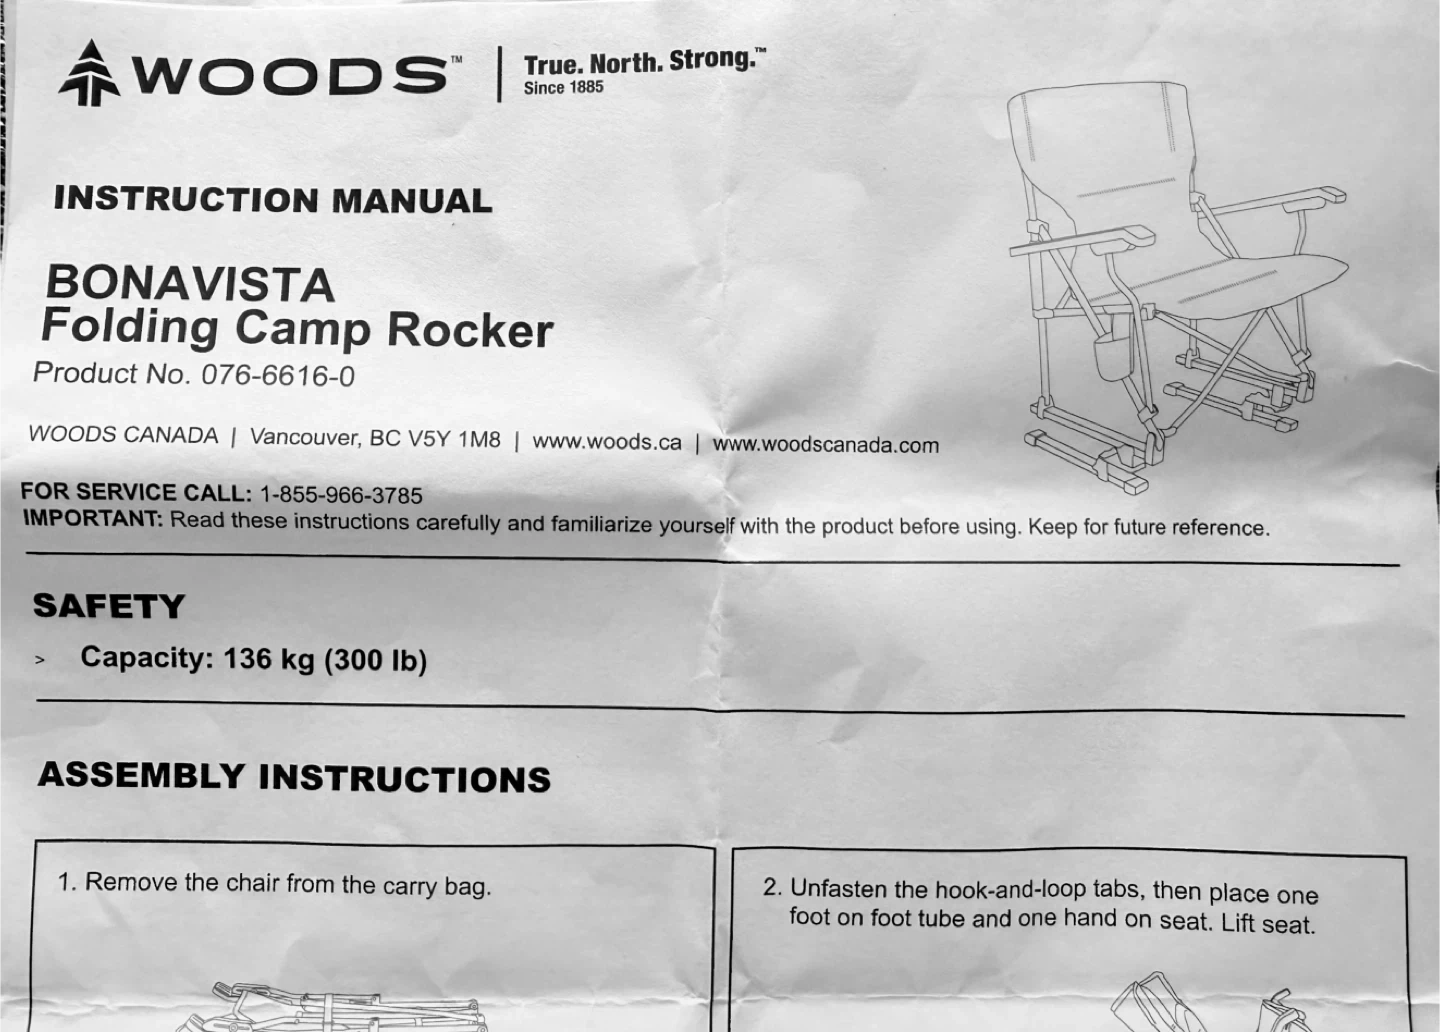 WOODS™ | True. North. Strong.™
Since 1885
INSTRUCTION MANUAL
BONAVISTA
Folding Camp Rocker
Product No. 076-6616-0
WOODS CANADA | Vancouver, BC V5Y 1M8 | www.woods.ca | www.woodscanada.com
FOR SERVICE CALL: 1-855-966-3785
IMPORTANT: Read these instructions carefully and familiarize yourself with the product before using. Keep for future reference.
SAFETY
> Capacity: 136 kg (300 lb)
ASSEMBLY INSTRUCTIONS
1. Remove the chair from the carry bag.
2. Unfasten the hook-and-loop tabs, then place one
foot on foot tube and one hand on seat. Lift seat.